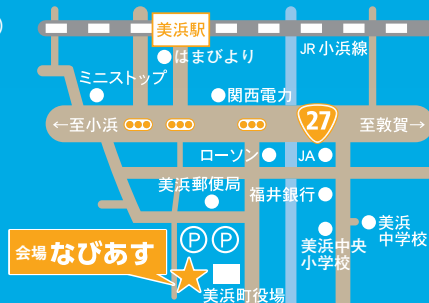 美浜駅
はまびより
JR小浜線
ミニストップ
関西電力
←至小浜
27
至敦賀→
ローソン
JA
美浜郵便局
福井銀行
美浜
中学校
P P
美浜中央
小学校
会場 なびあす
美浜町役場